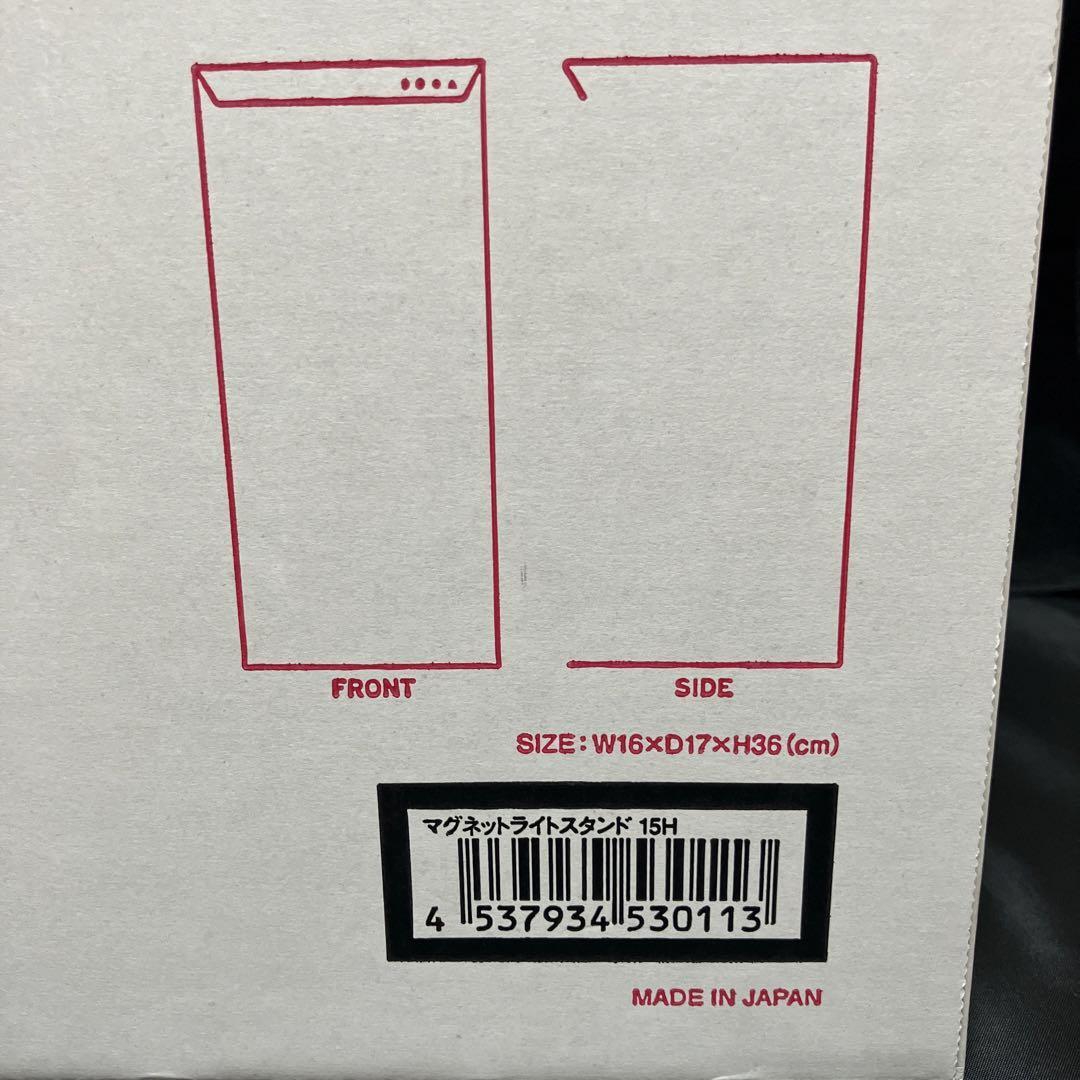 FRONT
SIDE
SIZE:W16×D17×H36(cm)
マグネットライトスタンド 15H
4 537934 530113
MADE IN JAPAN